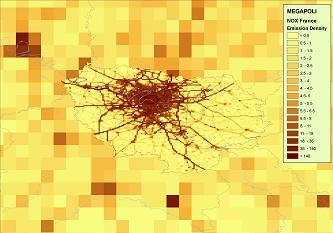 MEGAPOLI
NOX France
Emission Density
< 0.5
0.5 - 1
1 - 1.5
1.5 - 2
2 - 2.5
2.5 - 3
3 - 4
4 - 4.5
4.5 - 5
5 - 5.5
5.5 - 6.5
6.5 - 9
8 - 11
11 - 18
18 - 35
35 - 140
> 140